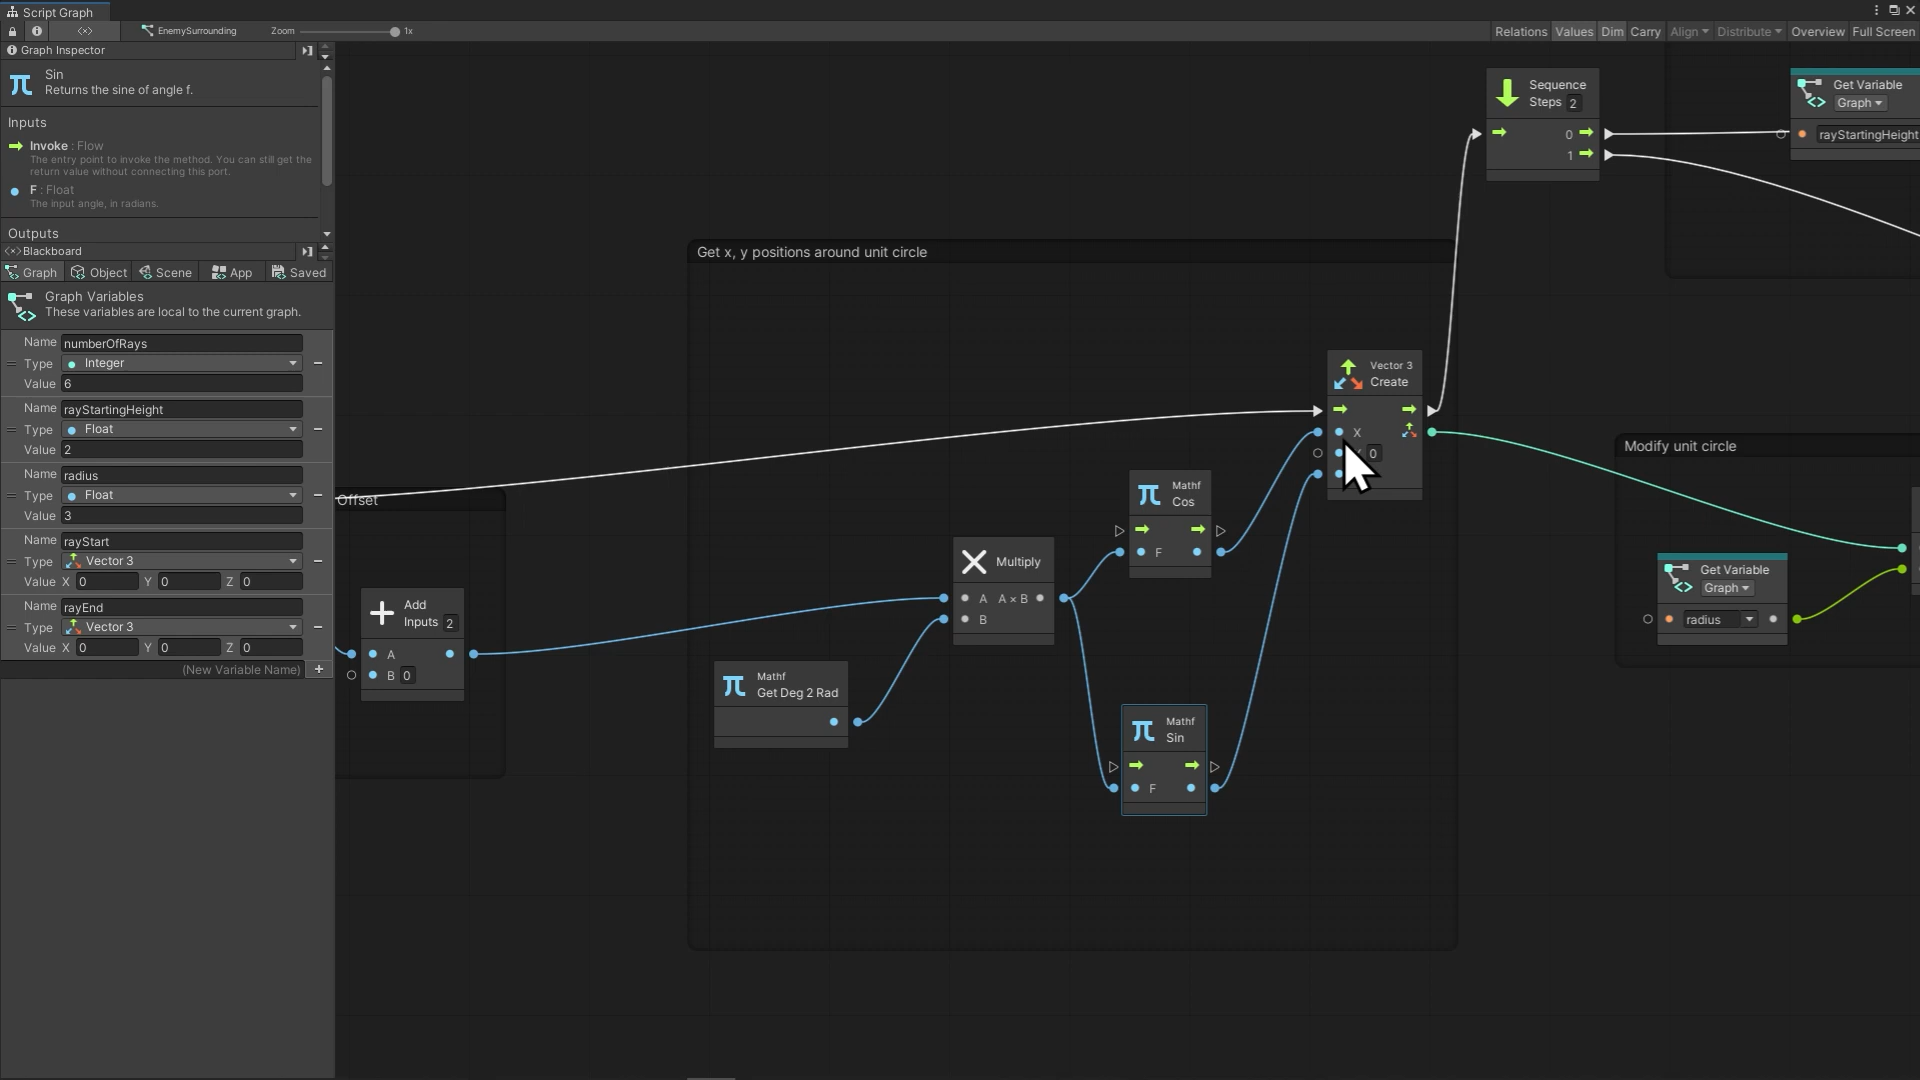 Script Graph
EnemySurrounding
Zoom
1x
Relations
Values
Dim
Carry
Align
Distribute
Overview
Full Screen
Graph Inspector
Sin
Returns the sine of angle f.
Inputs
Invoke : Flow
The entry point to invoke the method. You can still get the
return value without connecting this port.
F : Float
The input angle, in radians.
Outputs
Blackboard
Graph
Object
Scene
App
Saved
Graph Variables
These variables are local to the current graph.
Name numberOfRays
Type Integer
Value 6
Name rayStartingHeight
Type Float
Value 2
Name radius
Type Float
Value 3
Name rayStart
Type Vector 3
Value X 0 Y 0 Z 0
Name rayEnd
Type Vector 3
Value X 0 Y 0 Z 0
(New Variable Name)
Offset
Add
Inputs 2
A
B 0
Get x, y positions around unit circle
Mathf
Get Deg 2 Rad
Multiply
A A × B
B
Mathf
Cos
F
Mathf
Sin
F
Vector 3
Create
X
0
Sequence
Steps 2
0
1
Get Variable
Graph
rayStartingHeight
Modify unit circle
Get Variable
Graph
radius